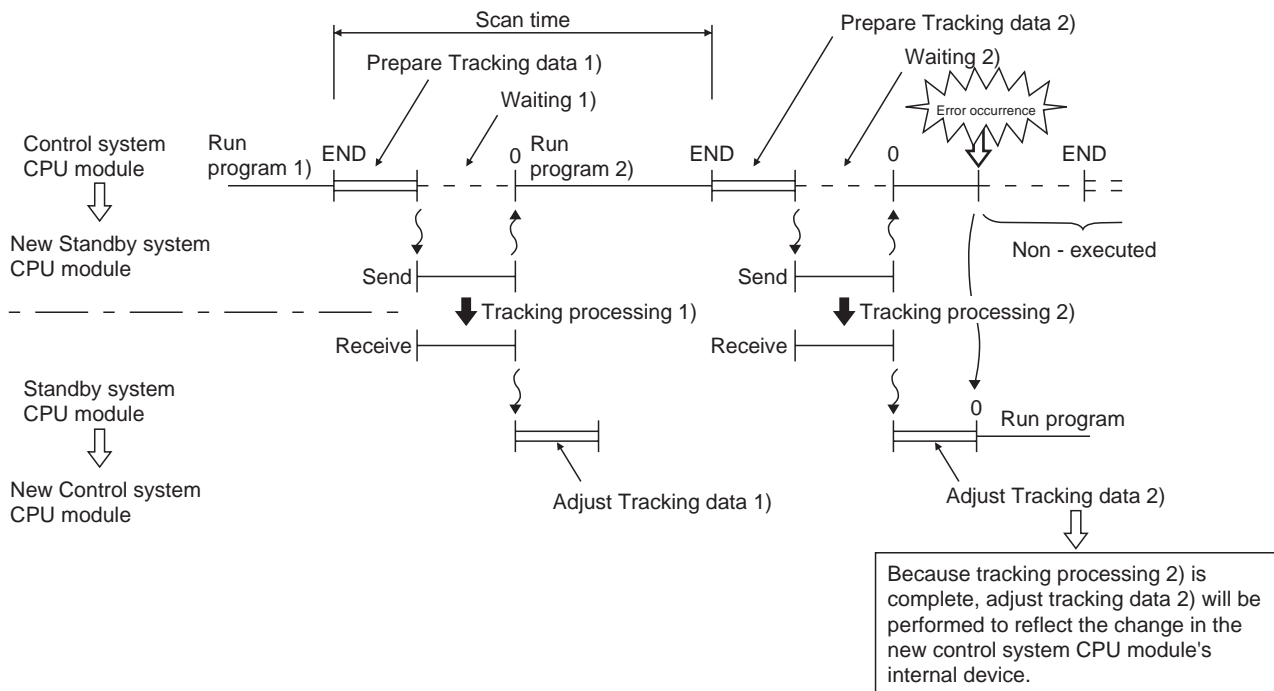 Scan time
Prepare Tracking data 2)
Prepare Tracking data 1)
Waiting 2)
Waiting 1)
Error occurrence
Control system
CPU module
Run
program 1)
END
0
Run
program 2)
END
0
END
New Standby system
CPU module
Non - executed
Send
Send
Tracking processing 1)
Tracking processing 2)
Receive
Receive
Standby system
CPU module
0
Run program
New Control system
CPU module
Adjust Tracking data 1)
Adjust Tracking data 2)
Because tracking processing 2) is
complete, adjust tracking data 2) will be
performed to reflect the change in the
new control system CPU module's
internal device.